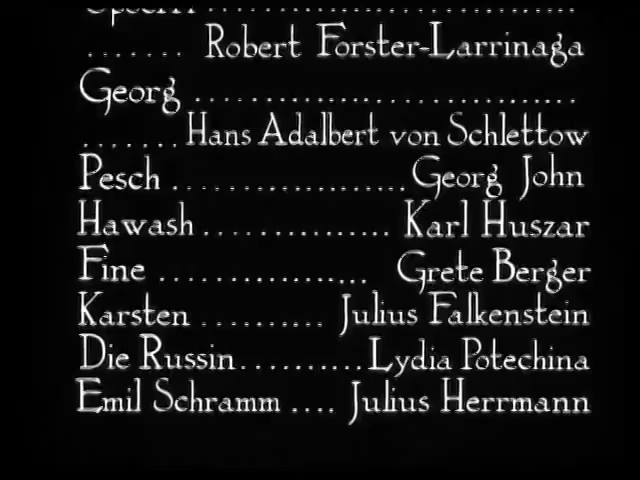 ....... Robert Forster-Larrinaga
Georg ..............................
....... Hans Adalbert von Schlettow
Pesch ................... Georg John
Hawash ............... Karl Huszar
Fine .................. Grete Berger
Karsten .......... Julius Falkenstein
Die Russin .......... Lydia Potechina
Emil Schramm .... Julius Herrmann